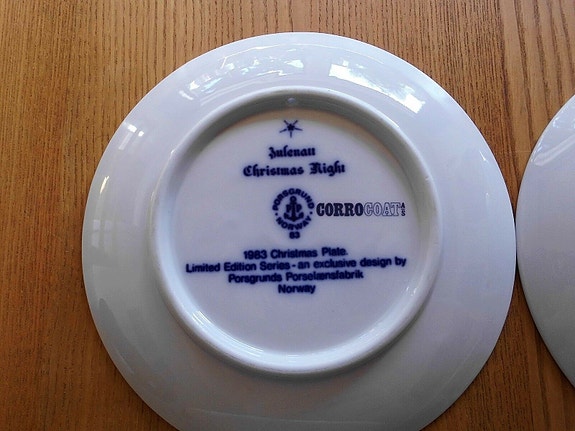 Julenatt
Christmas Night
PORSGRUND
NORWAY
83
CORROCOAT A/S
1983 Christmas Plate.
Limited Edition Series - an exclusive design by
Porsgrunds Porselænsfabrik
Norway